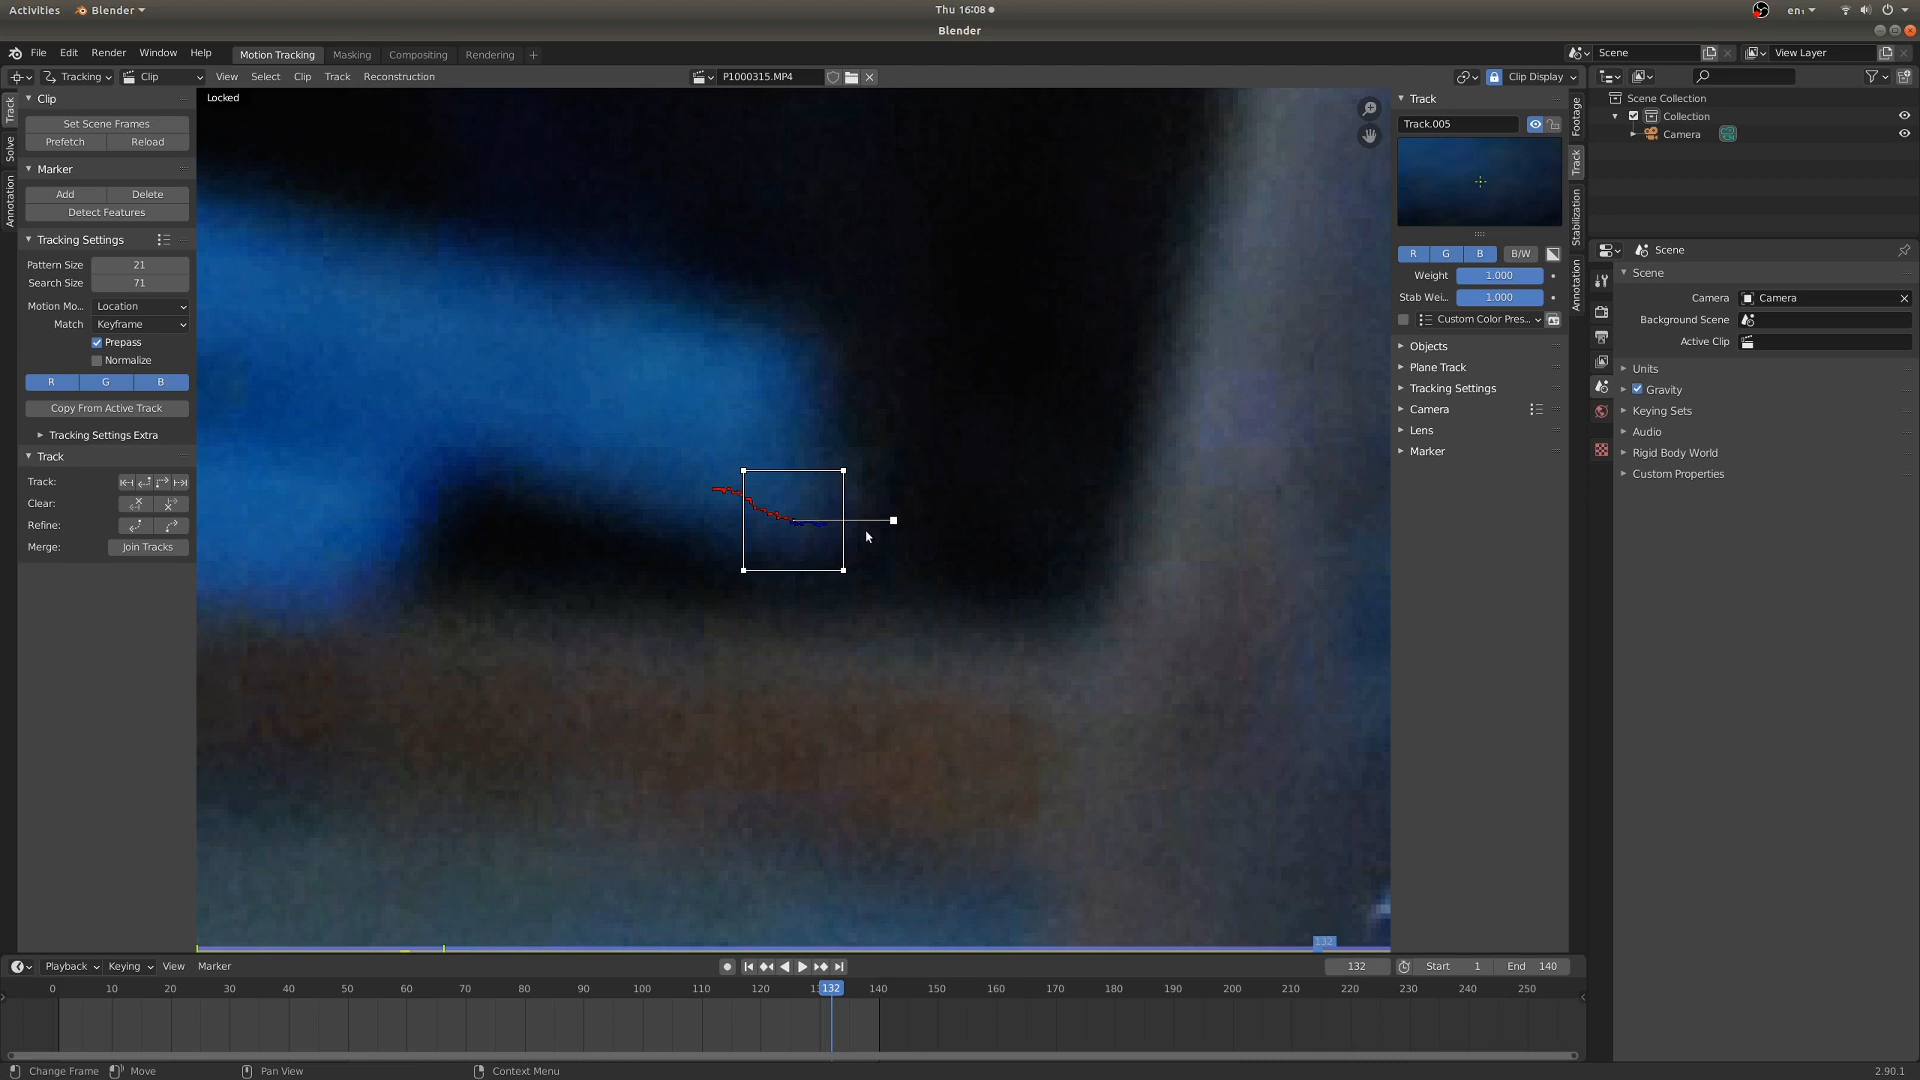 Activities Blender Thu 16:08 en₁
Blender
File Edit Render Window Help Motion Tracking Masking Compositing Rendering + Scene View Layer
Tracking Clip View Select Clip Track Reconstruction P1000315.MP4 Clip Display
Locked
Track
Solve
Annotation
Clip
Set Scene Frames
Prefetch Reload
Marker
Add Delete
Detect Features
Tracking Settings
Pattern Size 21
Search Size 71
Motion Mo... Location
Match Keyframe
Prepass
Normalize
R G B
Copy From Active Track
Tracking Settings Extra
Track
Track:
Clear:
Refine:
Merge: Join Tracks
Track
Track.005
R G B B/W
Weight 1.000
Stab Wei... 1.000
Custom Color Pres...
Objects
Plane Track
Tracking Settings
Camera
Lens
Marker
Footage
Track
Stabilization
Annotation
Scene Collection
Collection
Camera
Scene
Scene
Camera Camera
Background Scene
Active Clip
Units
Gravity
Keying Sets
Audio
Rigid Body World
Custom Properties
132
Playback Keying View Marker 132 Start 1 End 140
0 10 20 30 40 50 60 70 80 90 100 110 120 132 140 150 160 170 180 190 200 210 220 230 240 250
Change Frame Move Pan View Context Menu 2.90.1